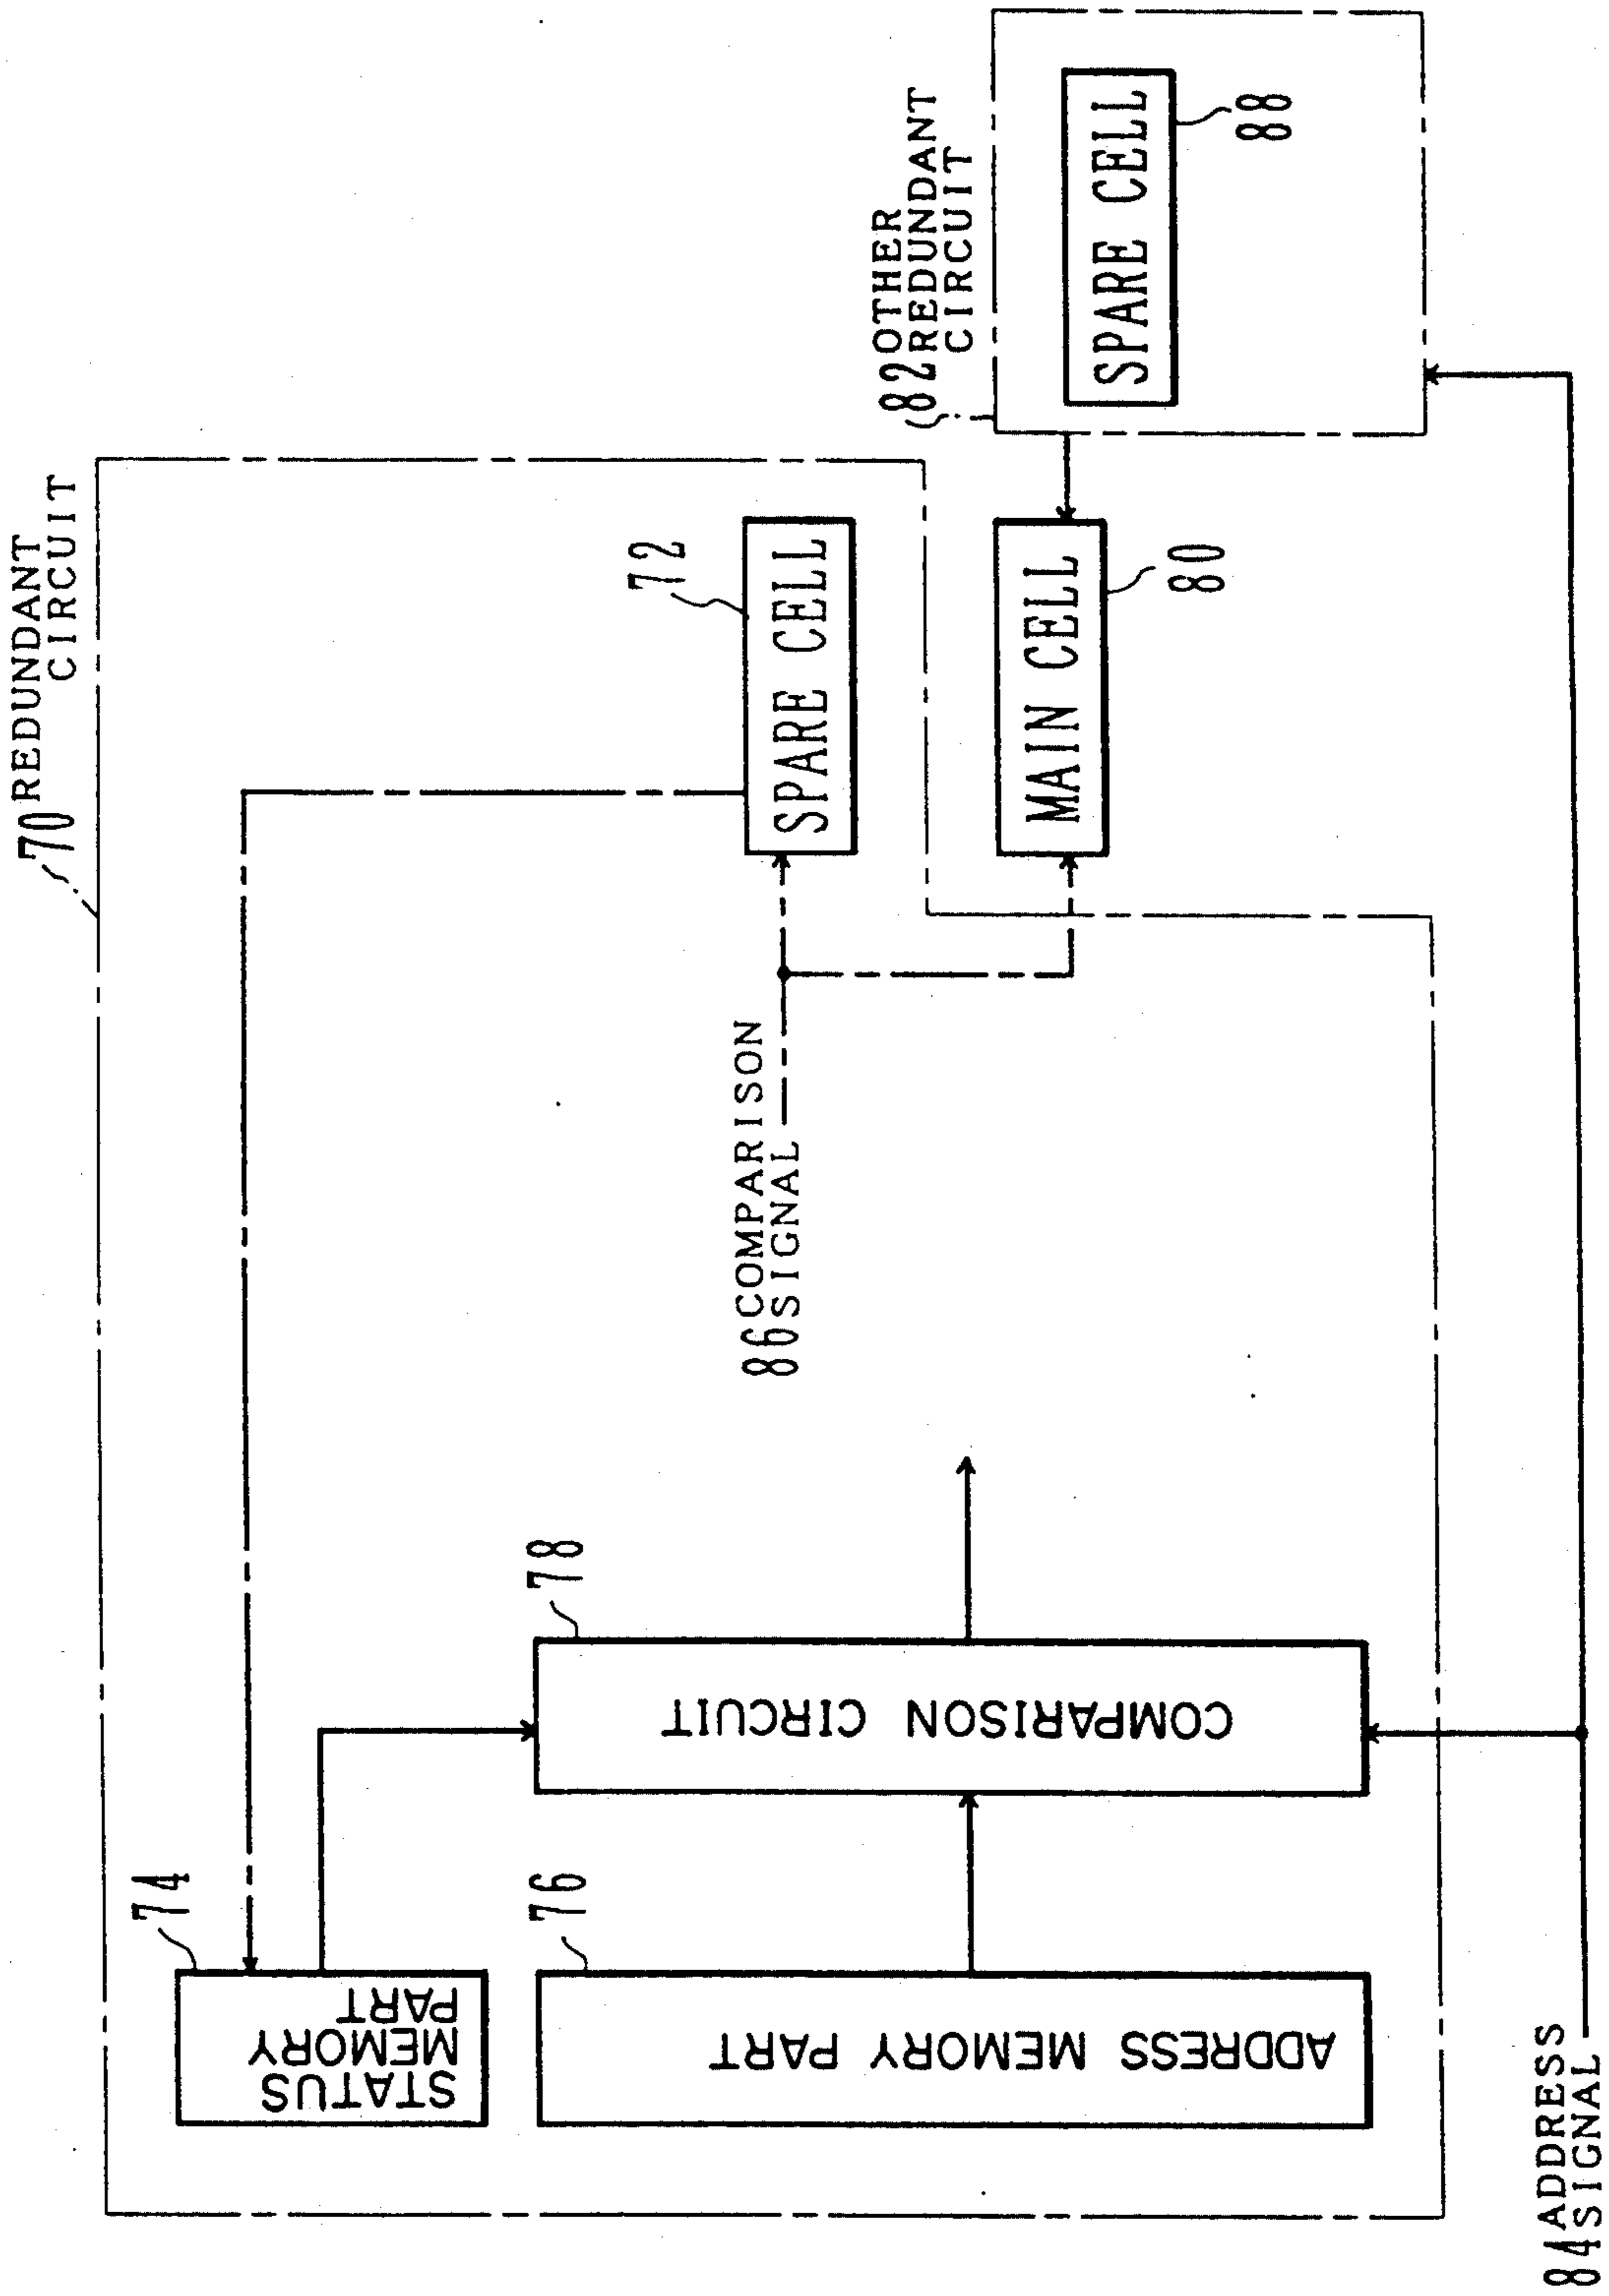 70 REDUNDANT
CIRCUIT
82 OTHER
REDUNDANT
CIRCUIT
SPARE CELL
88
72
SPARE CELL
MAIN CELL
80
86 COMPARISON
SIGNAL
78
COMPARISON CIRCUIT
74
STATUS
MEMORY
PART
76
ADDRESS MEMORY PART
84 ADDRESS
SIGNAL